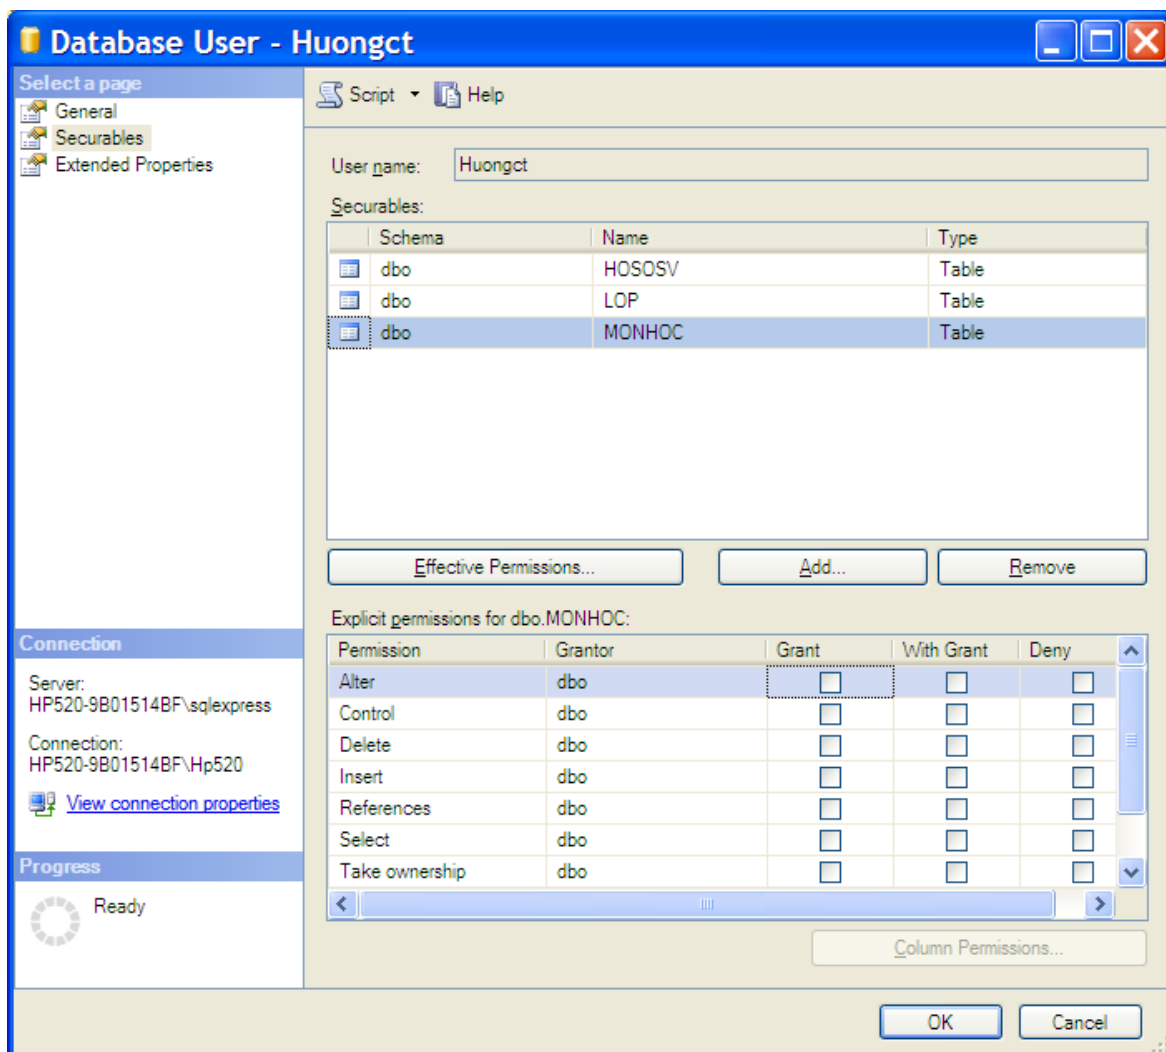 Database User - Huongct
Select a page
General
Securables
Extended Properties
Script Help
User name: Huongct
Securables:
Schema Name Type
dbo HOSOSV Table
dbo LOP Table
dbo MONHOC Table
Effective Permissions... Add... Remove
Explicit permissions for dbo.MONHOC:
Permission Grantor Grant With Grant Deny
Alter dbo
Control dbo
Delete dbo
Insert dbo
References dbo
Select dbo
Take ownership dbo
Column Permissions...
Connection
Server:
HP520-9B01514BF\sqlexpress
Connection:
HP520-9B01514BF\Hp520
View connection properties
Progress
Ready
OK Cancel